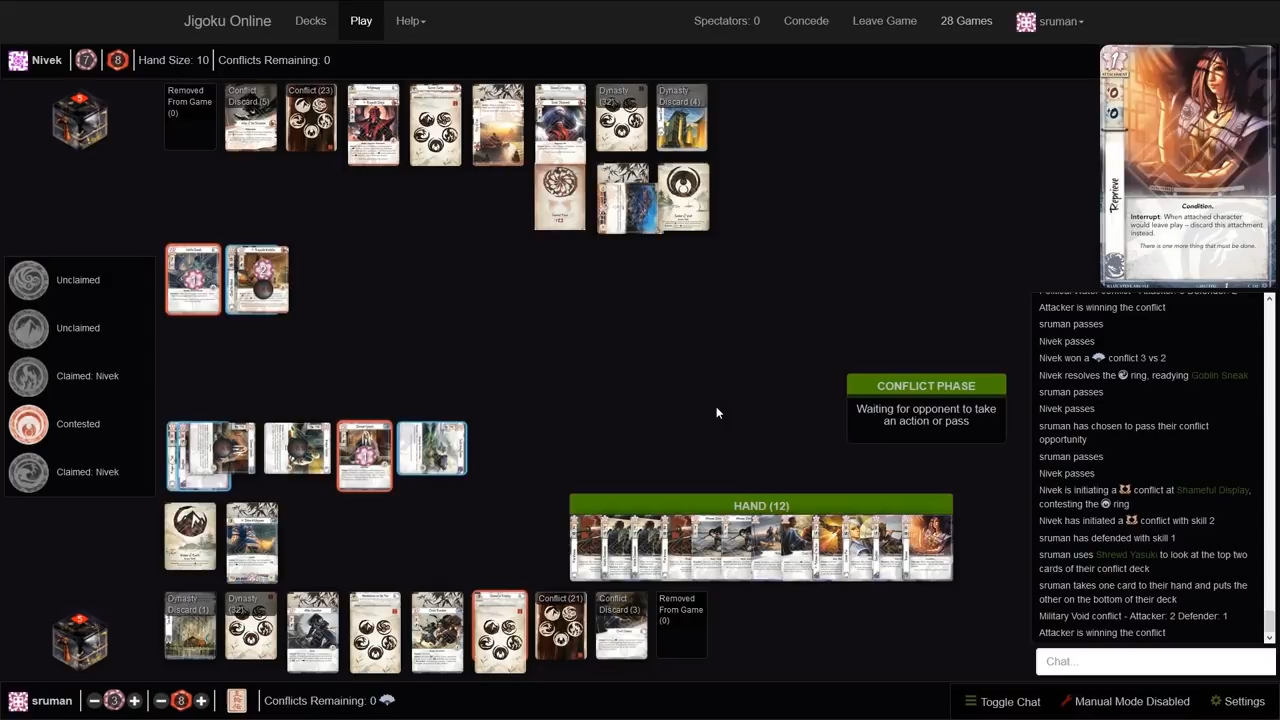 Jigoku Online
Decks
Play
Help
Spectators: 0
Concede
Leave Game
28 Games
sruman
Nivek
7
8
Hand Size: 10
Conflicts Remaining: 0
Removed
From Game
(0)
Conflict
Discard (5)
Conflict (23)
Dynasty
(32)
Dynasty
Discard (4)
Unclaimed
Unclaimed
Claimed: Nivek
Contested
Claimed: Nivek
1
ATTACHMENT
Reprieve
Condition.
Interrupt: When attached character
would leave play – discard this attachment
instead.
There is one more thing that must be done.
CONFLICT PHASE
Waiting for opponent to take
an action or pass
Attacker is winning the conflict
sruman passes
Nivek passes
Nivek won a conflict 3 vs 2
Nivek resolves the ring, readying Goblin Sneak
sruman passes
Nivek passes
sruman has chosen to pass their conflict
opportunity
sruman passes
Nivek passes
Nivek is initiating a conflict at Shameful Display,
contesting the ring
Nivek has initiated a conflict with skill 2
sruman has defended with skill 1
sruman uses Shrewd Yasuki to look at the top two
cards of their conflict deck
sruman takes one card to their hand and puts the
other on the bottom of their deck
Military Void conflict - Attacker: 2 Defender: 1
Attacker is winning the conflict
HAND (12)
Dynasty
Discard (1)
Dynasty
(32)
Conflict (21)
Conflict
Discard (3)
Removed
From Game
(0)
Chat...
sruman
3
8
Conflicts Remaining: 0
Toggle Chat
Manual Mode Disabled
Settings